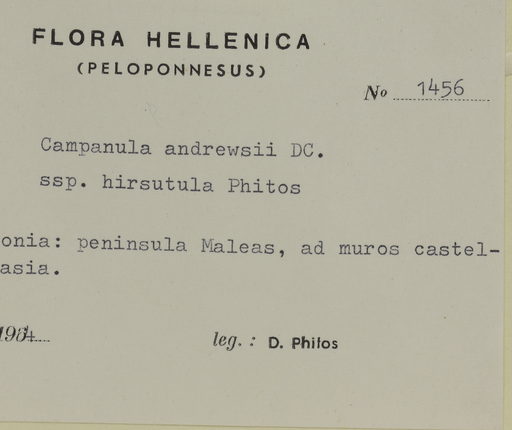 FLORA HELLENICA
(PELOPONNESUS)
No 1456
Campanula andrewsii DC.
ssp. hirsutula Phitos
onia: peninsula Maleas, ad muros castel-
asia.
leg.: D. Phitos